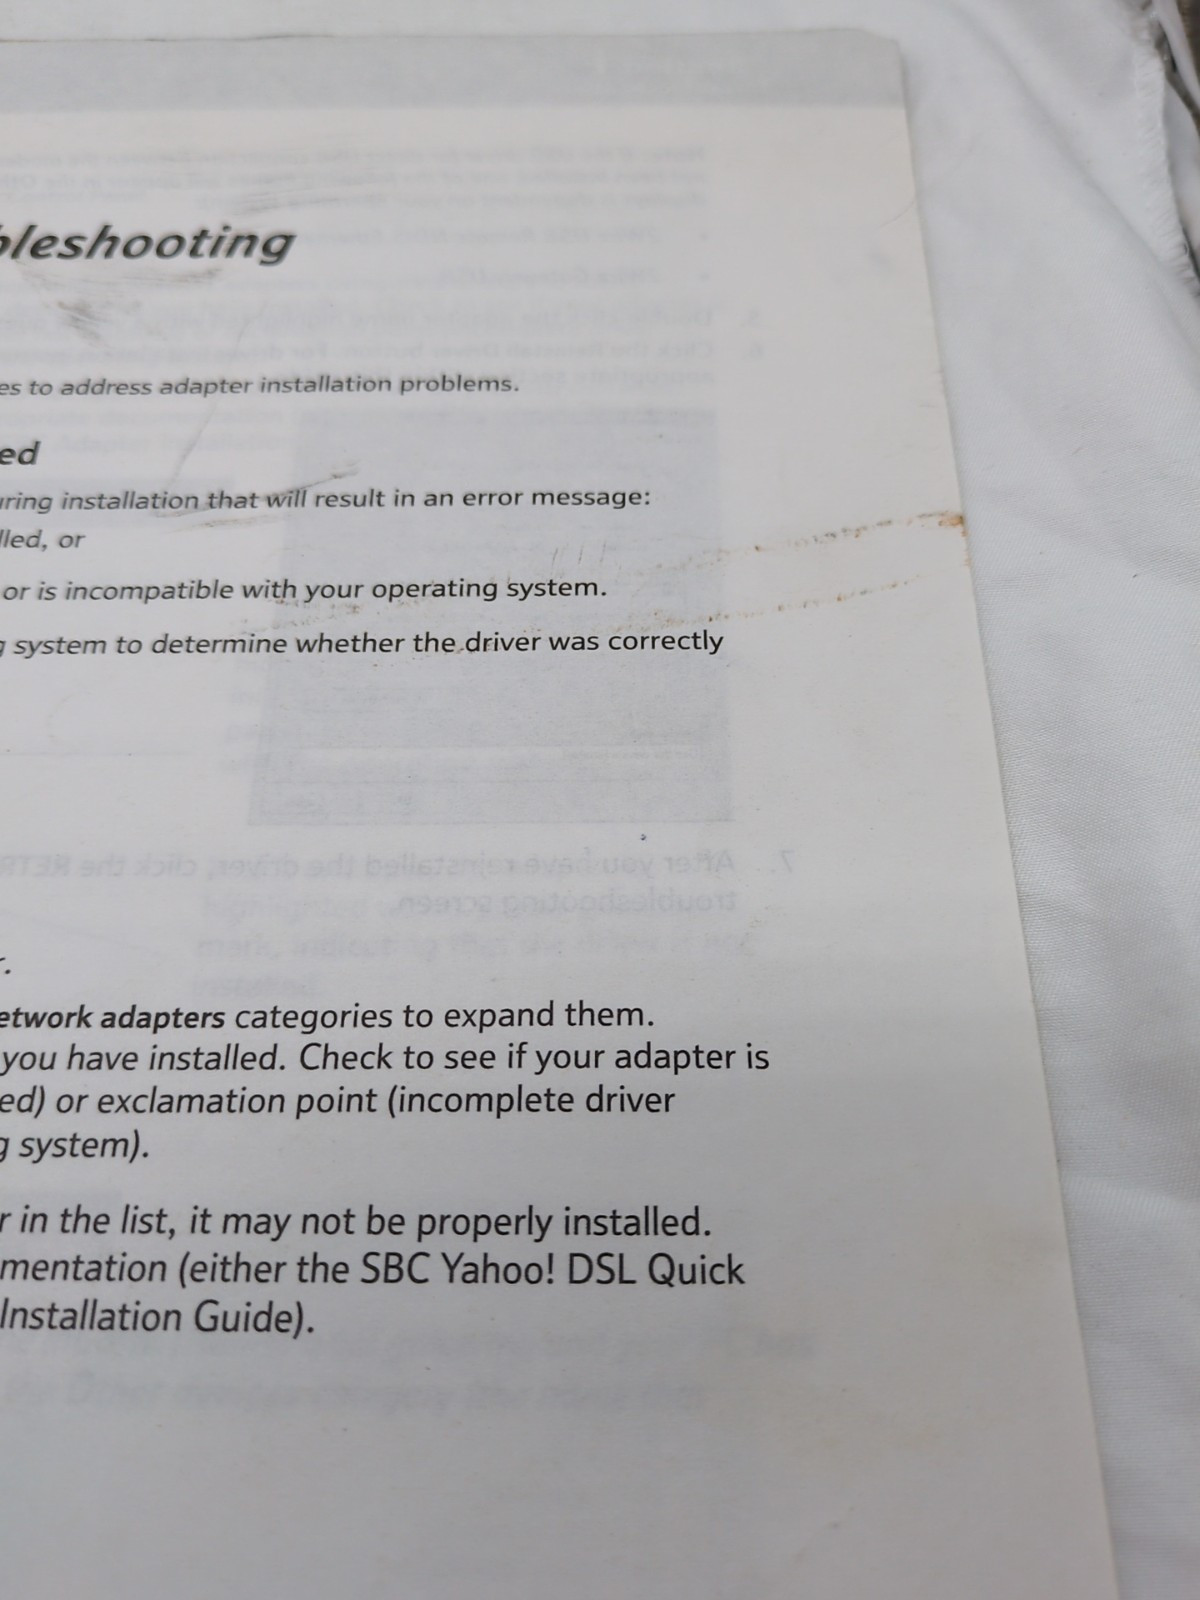 bleshooting
es to address adapter installation problems.
ed
uring installation that will result in an error message:
lled, or
or is incompatible with your operating system.
g system to determine whether the driver was correctly
r.
etwork adapters categories to expand them.
you have installed. Check to see if your adapter is
ed) or exclamation point (incomplete driver
g system).
r in the list, it may not be properly installed.
mentation (either the SBC Yahoo! DSL Quick
Installation Guide).